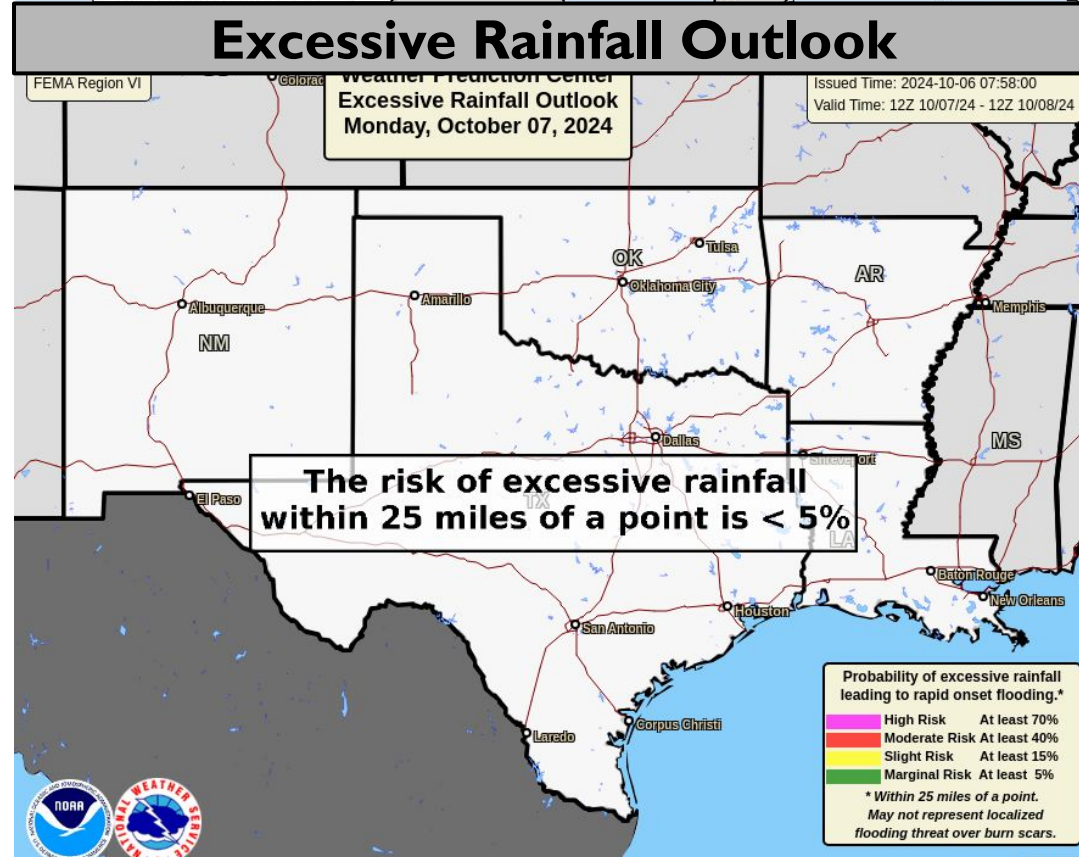 Excessive Rainfall Outlook
FEMA Region VI
Weather Prediction Center
Excessive Rainfall Outlook
Monday, October 07, 2024
Issued Time: 2024-10-06 07:58:00
Valid Time: 12Z 10/07/24 - 12Z 10/08/24
Colorad
Tulsa
OK
Oklahoma City
AR
Albuquerque
Amarillo
Memphis
NM
Dallas
MS
Shreveport
The risk of excessive rainfall
within 25 miles of a point is < 5%
El Paso
TX
LA
Baton Rouge
New Orleans
Houston
San Antonio
Corpus Christi
Laredo
Probability of excessive rainfall
leading to rapid onset flooding.*
High Risk At least 70%
Moderate Risk At least 40%
Slight Risk At least 15%
Marginal Risk At least 5%
* Within 25 miles of a point.
May not represent localized
flooding threat over burn scars.
NOAA
NATIONAL WEATHER SERVICE